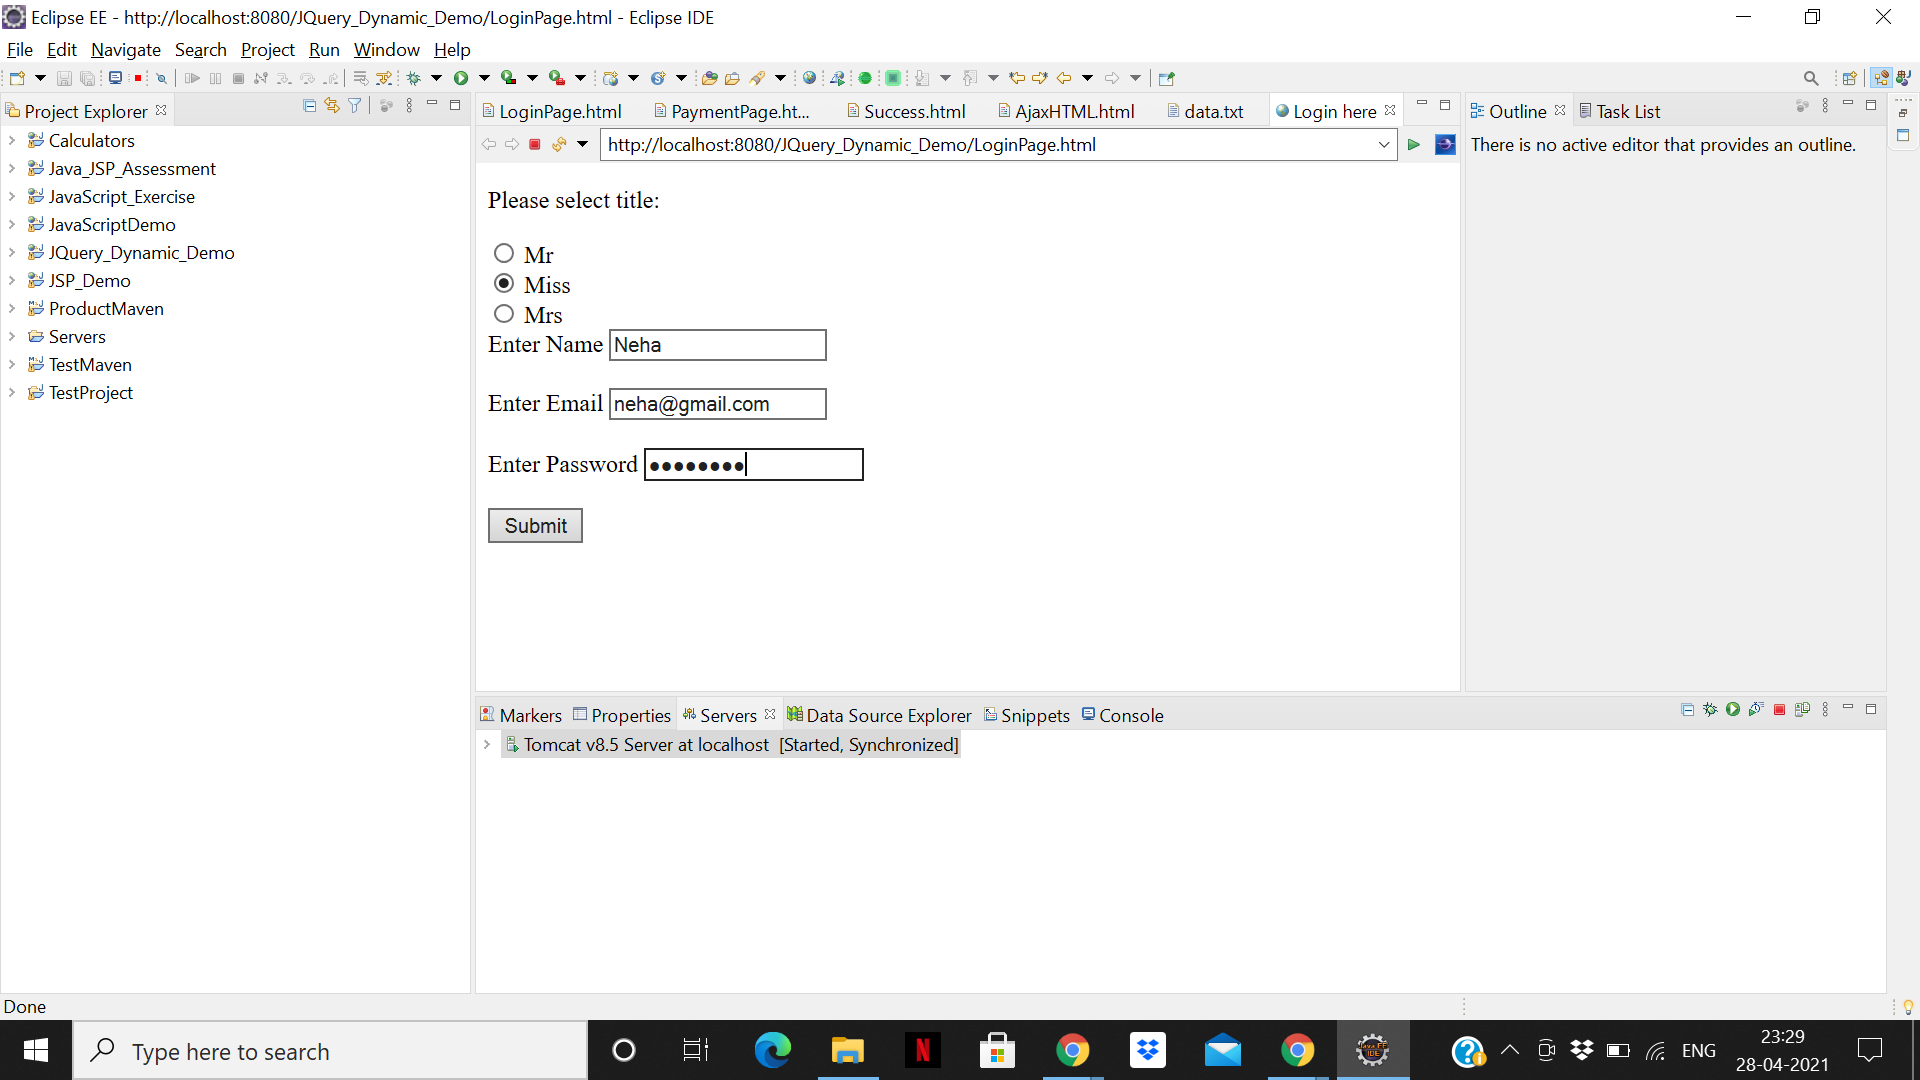 Eclipse EE - http://localhost:8080/JQuery_Dynamic_Demo/LoginPage.html - Eclipse IDE
File Edit Navigate Search Project Run Window Help
Project Explorer
Calculators
Java_JSP_Assessment
JavaScript_Exercise
JavaScriptDemo
JQuery_Dynamic_Demo
JSP_Demo
ProductMaven
Servers
TestMaven
TestProject
LoginPage.html PaymentPage.ht... Success.html AjaxHTML.html data.txt Login here
http://localhost:8080/JQuery_Dynamic_Demo/LoginPage.html
Please select title:
Mr
Miss
Mrs
Enter Name Neha
Enter Email neha@gmail.com
Enter Password ●●●●●●●●
Submit
Outline Task List
There is no active editor that provides an outline.
Markers Properties Servers Data Source Explorer Snippets Console
Tomcat v8.5 Server at localhost [Started, Synchronized]
Done
Type here to search
N
Java EE
IDE
ENG
23:29
28-04-2021